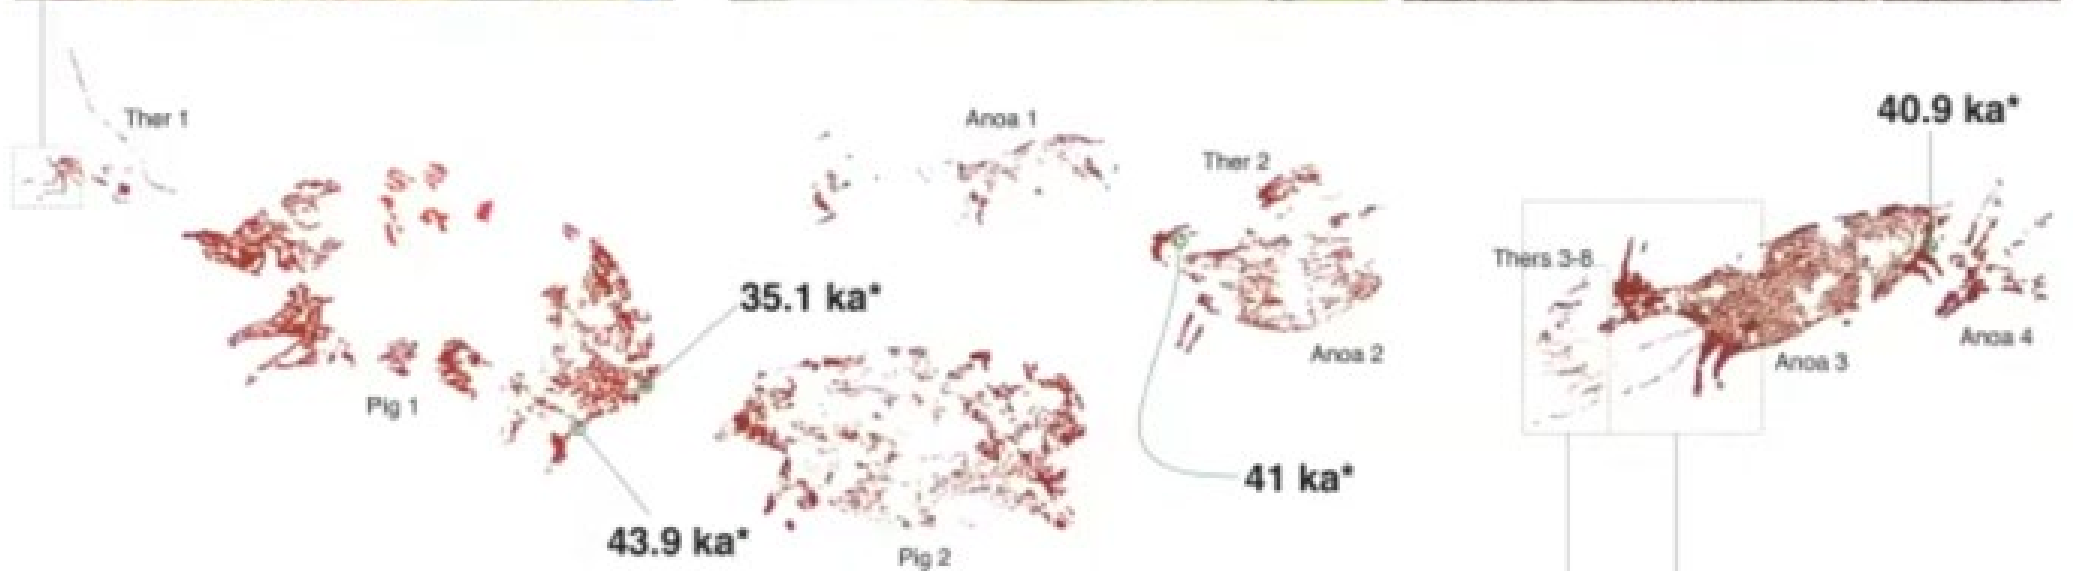 Ther 1
Pig 1
35.1 ka*
43.9 ka*
Anoa 1
Pig 2
Ther 2
Anoa 2
41 ka*
Thers 3-8
40.9 ka*
Anoa 3
Anoa 4